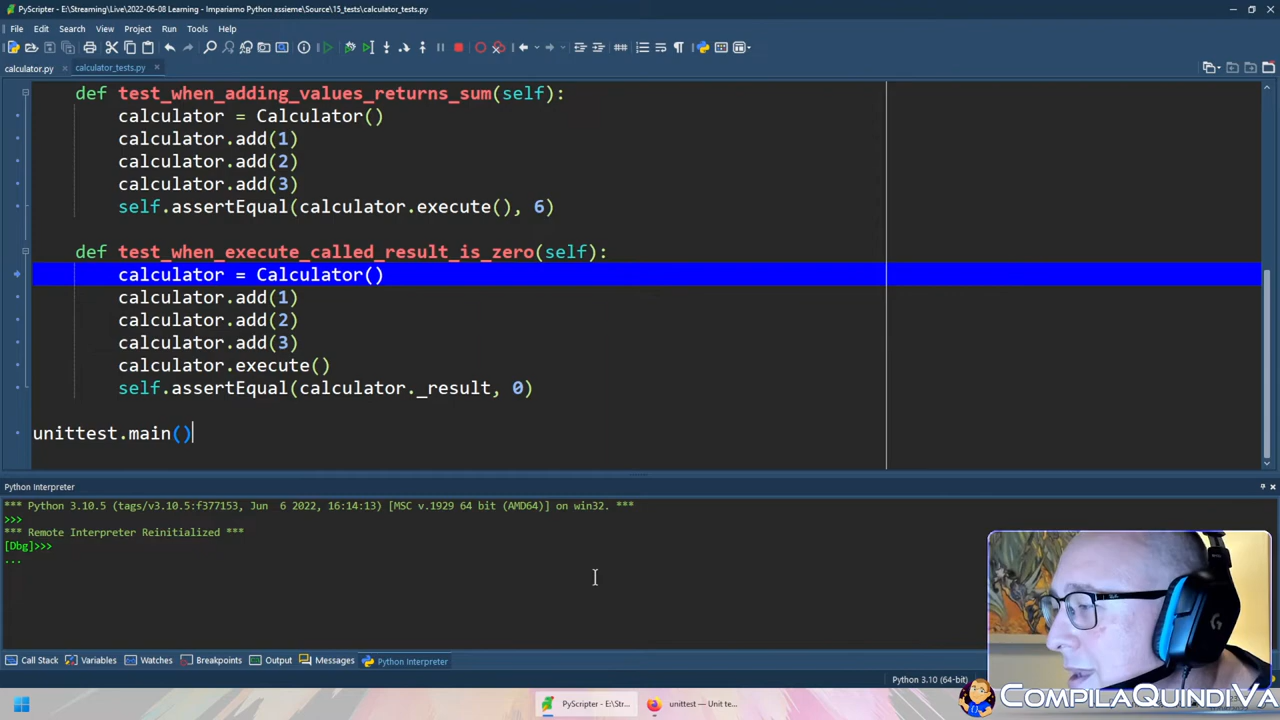 PyScripter - E:\Streaming\Live\2022-06-08 Learning - Impariamo Python assieme\Source\15_tests\calculator_tests.py
File Edit Search View Project Run Tools Help
calculator.py × calculator_tests.py ×
def test_when_adding_values_returns_sum(self):
calculator = Calculator()
calculator.add(1)
calculator.add(2)
calculator.add(3)
self.assertEqual(calculator.execute(), 6)
def test_when_execute_called_result_is_zero(self):
calculator = Calculator()
calculator.add(1)
calculator.add(2)
calculator.add(3)
calculator.execute()
self.assertEqual(calculator._result, 0)
unittest.main()
Python Interpreter
*** Python 3.10.5 (tags/v3.10.5:f377153, Jun  6 2022, 16:14:13) [MSC v.1929 64 bit (AMD64)] on win32. ***
>>>
*** Remote Interpreter Reinitialized ***
[Dbg]>>>
...
Call Stack Variables Watches Breakpoints Output Messages Python Interpreter
Python 3.10 (64-bit)
PyScripter - E:\Str... unittest — Unit te...
COMPILAQUINDIVA